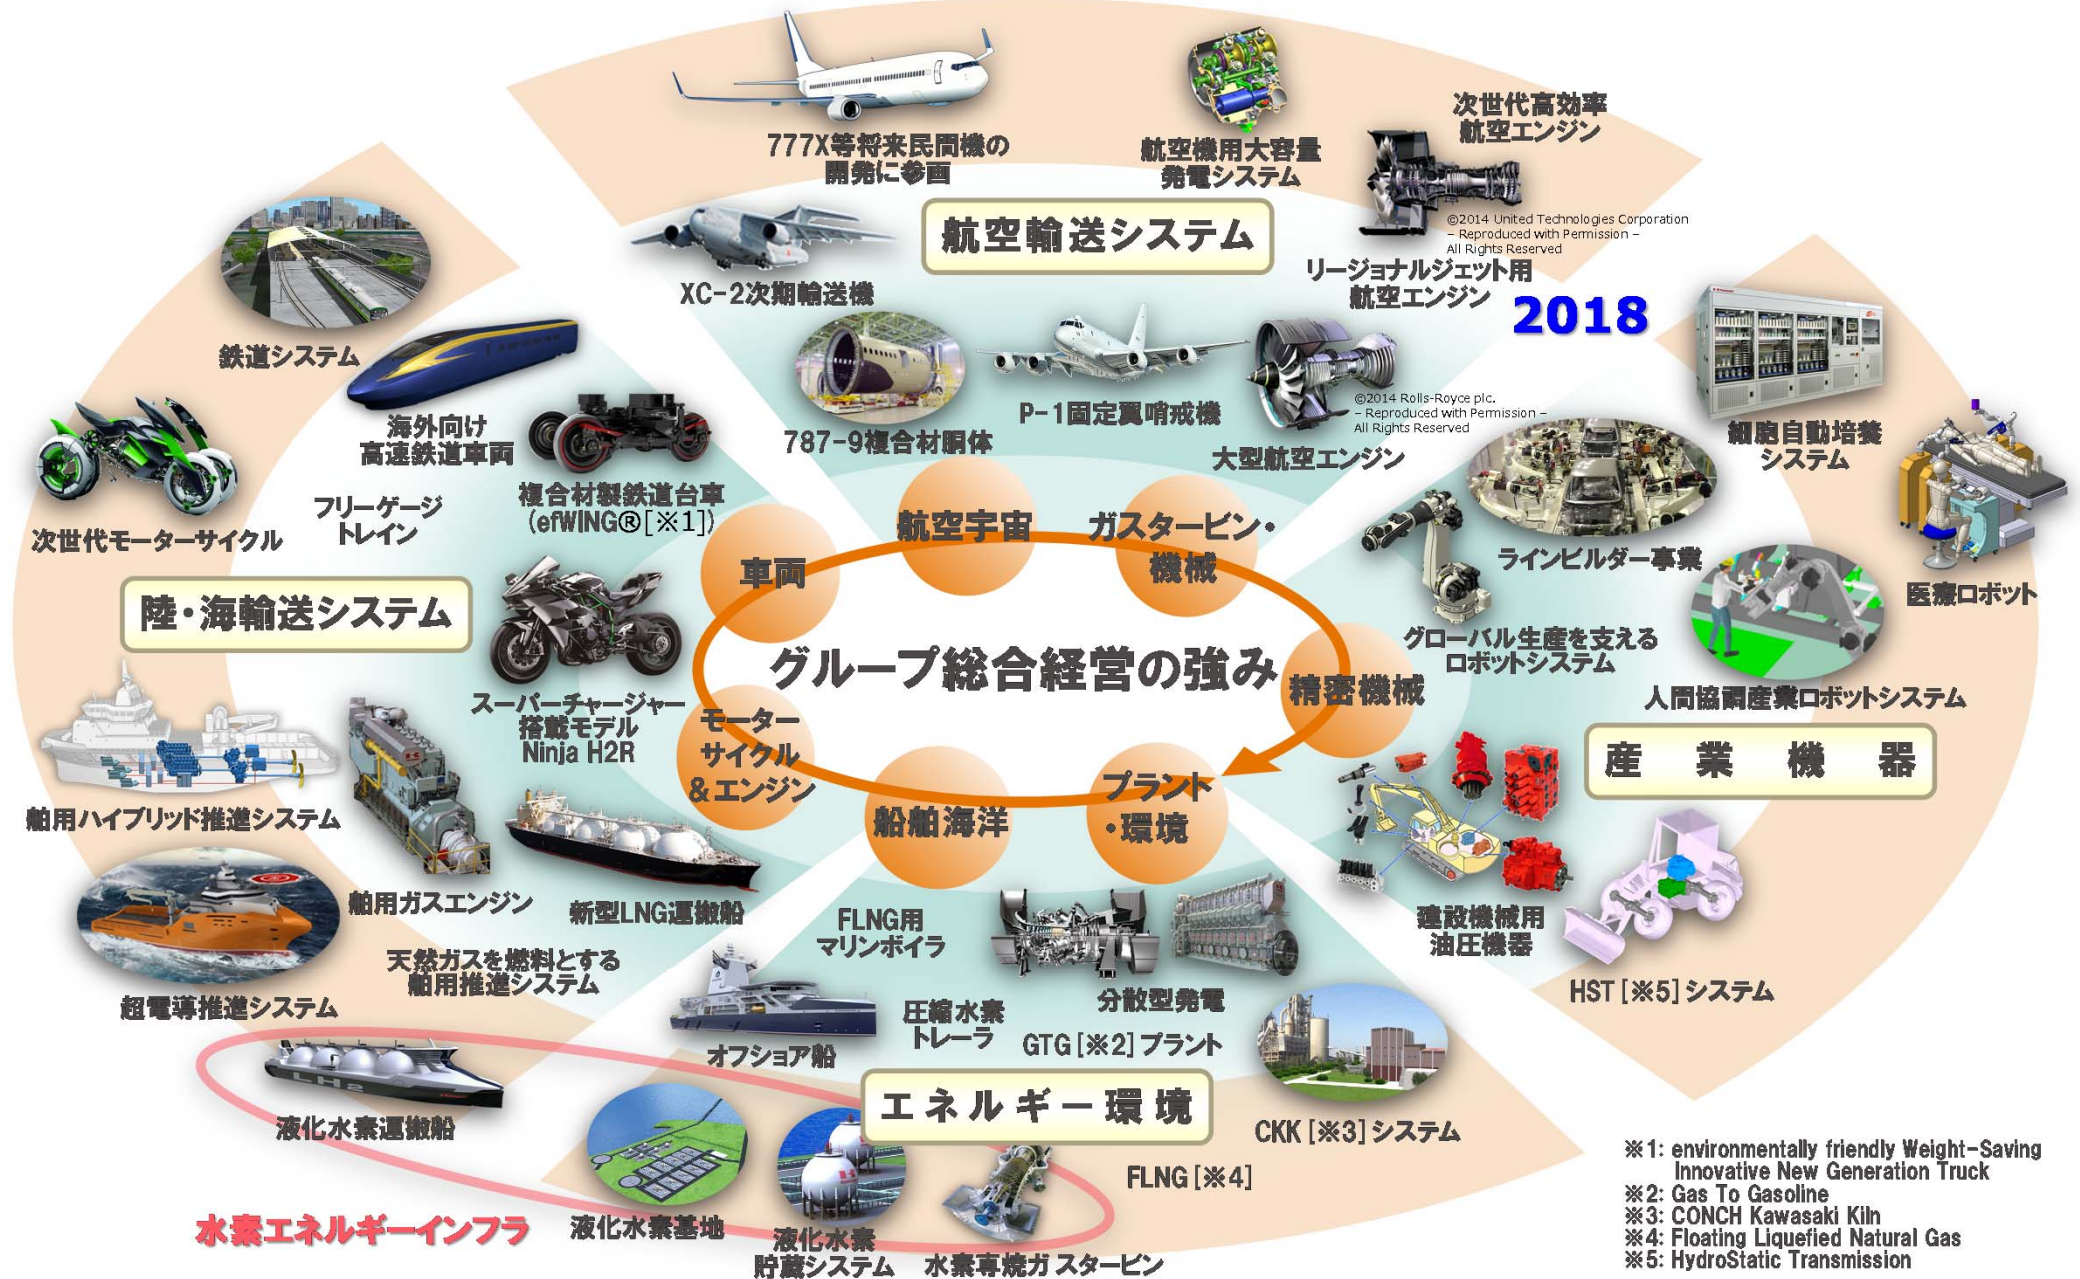 777X等将来民間機の
開発に参画
航空機用大容量
発電システム
次世代高効率
航空エンジン
©2014 United Technologies Corporation
– Reproduced with Permission –
All Rights Reserved
航空輸送システム
XC-2次期輸送機
リージョナルジェット用
航空エンジン
2018
787-9複合材胴体
P-1固定翼哨戒機
大型航空エンジン
©2014 Rolls-Royce plc.
– Reproduced with Permission –
All Rights Reserved
鉄道システム
海外向け
高速鉄道車両
複合材製鉄道台車
(efWING®[※1])
フリーゲージ
トレイン
次世代モーターサイクル
陸・海輸送システム
スーパーチャージャー
搭載モデル
Ninja H2R
舶用ハイブリッド推進システム
舶用ガスエンジン
新型LNG運搬船
天然ガスを燃料とする
舶用推進システム
超電導推進システム
車両
航空宇宙
ガスタービン・
機械
精密機械
グループ総合経営の強み
モーター
サイクル
&エンジン
船舶海洋
プラント
・環境
細胞自動培養
システム
ラインビルダー事業
医療ロボット
グローバル生産を支える
ロボットシステム
人間協調産業ロボットシステム
産業機器
建設機械用
油圧機器
HST[※5]システム
FLNG用
マリンボイラ
分散型発電
オフショア船
圧縮水素
トレーラ
GTG[※2]プラント
エネルギー環境
CKK[※3]システム
FLNG[※4]
LH2
液化水素運搬船
液化水素基地
液化水素
貯蔵システム
水素専焼ガスタービン
水素エネルギーインフラ
※1: environmentally friendly Weight-Saving
Innovative New Generation Truck
※2: Gas To Gasoline
※3: CONCH Kawasaki Kiln
※4: Floating Liquefied Natural Gas
※5: HydroStatic Transmission